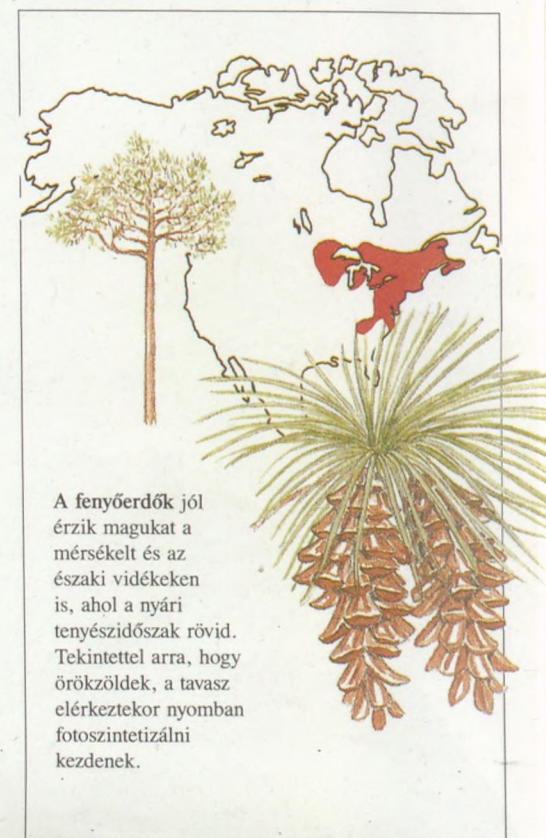 A fenyőerdők jól
érzik magukat a
mérsékelt és az
északi vidékeken
is, ahol a nyári
tenyészidőszak rövid.
Tekintettel arra, hogy
örökzöldek, a tavasz
elérkeztekor nyomban
fotoszintetizálni
kezdenek.